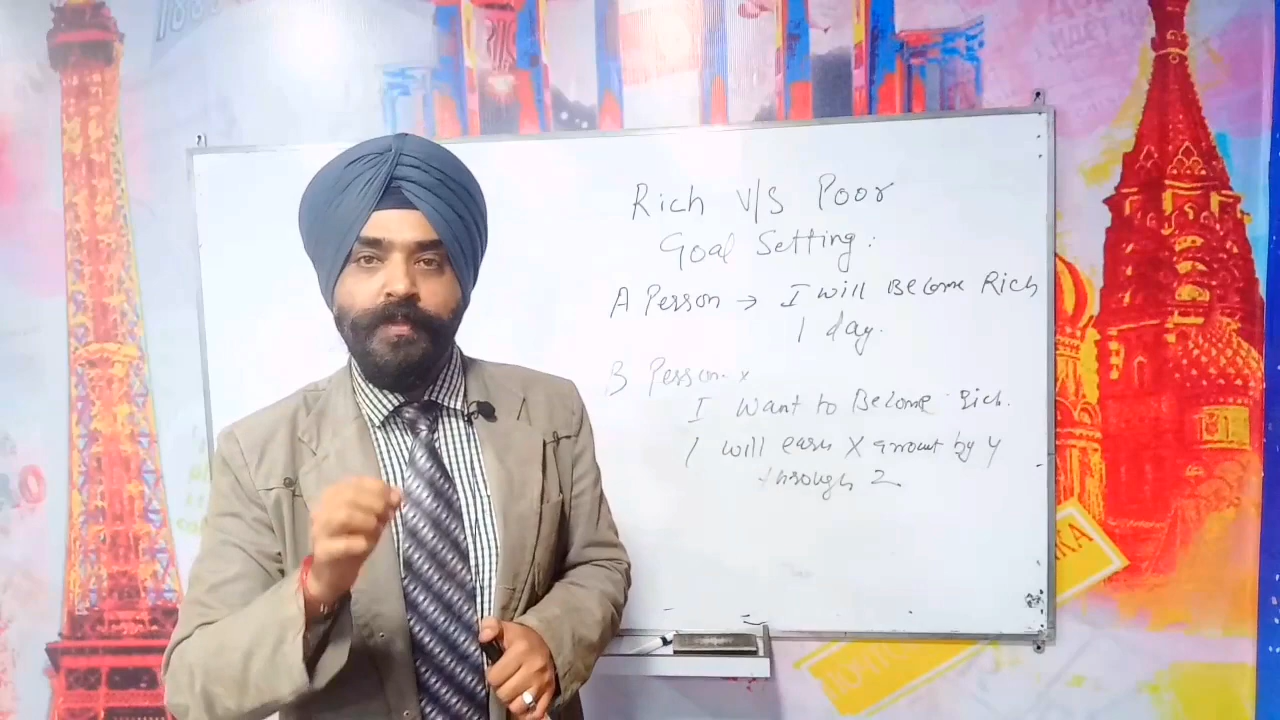 Rich V/S Poor
Goal Setting:
A Person → I will Become Rich
1 day.
B Person. x
I want to Become Rich.
I will earn X amout by Y
through Z